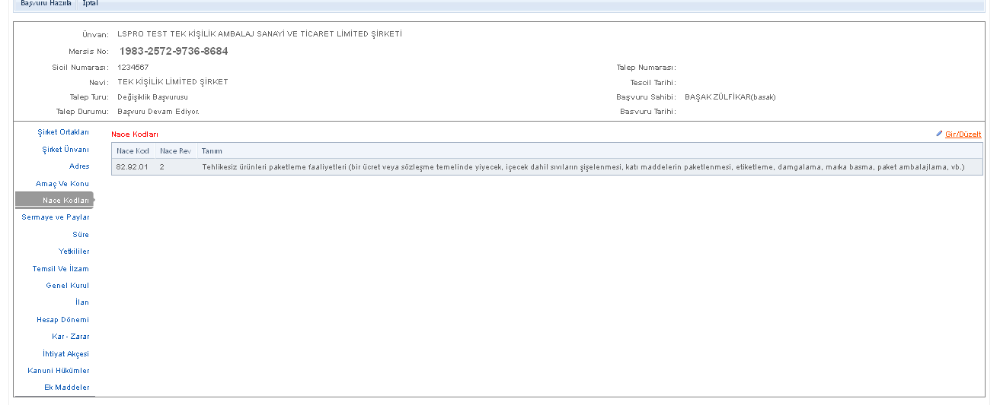 Başvuru Hazırla İptal
Ünvan: LSPRO TEST TEK KİŞİLİK AMBALAJ SANAYİ VE TİCARET LİMİTED ŞİRKETİ
Mersis No: 1983-2572-9736-8684
Sicil Numarası: 1234567 Talep Numarası:
Nevi: TEK KİŞİLİK LİMİTED ŞİRKET Tescil Tarihi:
Talep Turu: Değişiklik Başvurusu Başvuru Sahibi: BAŞAK ZÜLFİKAR(basak)
Talep Durumu: Başvuru Devam Ediyor. Basvuru Tarihi:
Şirket Ortakları
Şirket Ünvanı
Adres
Amaç Ve Konu
Nace Kodları
Sermaye ve Paylar
Süre
Yetkililer
Temsil Ve İlzam
Genel Kurul
İlan
Hesap Dönemi
Kar - Zarar
İhtiyat Akçesi
Kanuni Hükümler
Ek Maddeler
Nace Kodları Gir/Düzelt
Nace Kod Nace Rev Tanım
82.92.01 2 Tehlikesiz ürünleri paketleme faaliyetleri (bir ücret veya sözleşme temelinde yiyecek, içecek dahil sıvıların şişelenmesi, katı maddelerin paketlenmesi, etiketleme, damgalama, marka basma, paket ambalajlama, vb.)